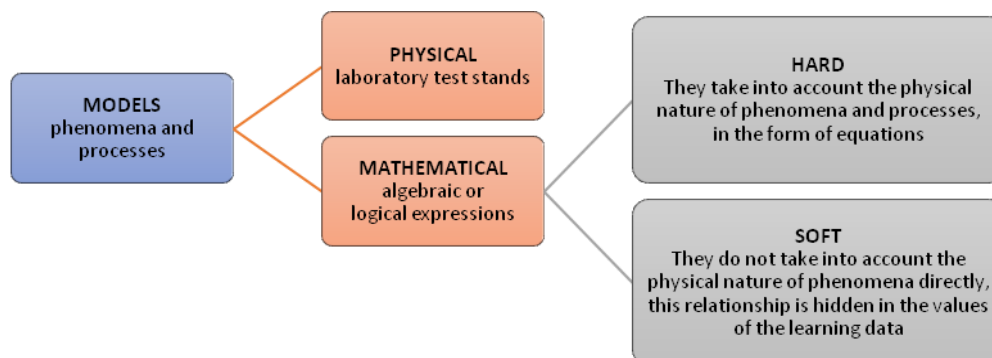 MODELS
phenomena and
processes
PHYSICAL
laboratory test stands
MATHEMATICAL
algebraic or
logical expressions
HARD
They take into account the physical
nature of phenomena and processes,
in the form of equations
SOFT
They do not take into account the
physical nature of phenomena directly,
this relationship is hidden in the values
of the learning data